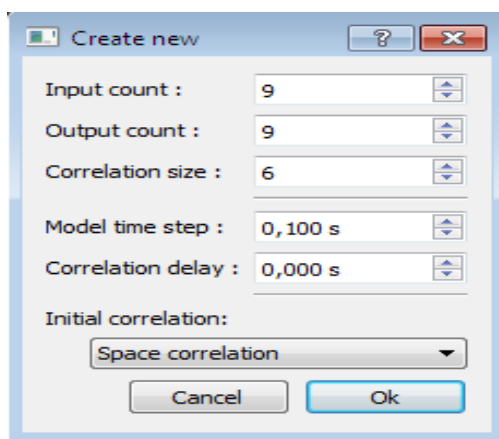 Create new
Input count : 9
Output count : 9
Correlation size : 6
Model time step : 0,100 s
Correlation delay : 0,000 s
Initial correlation:
Space correlation
Cancel Ok